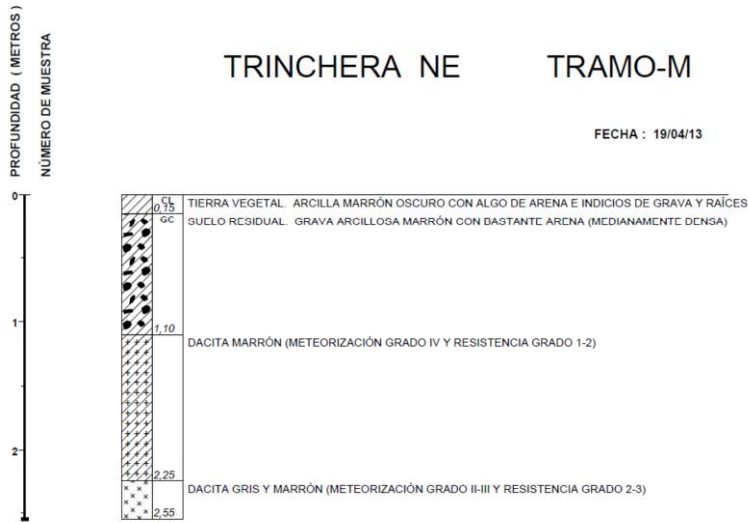 PROFUNDIDAD ( METROS )
NÚMERO DE MUESTRA
TRINCHERA NE TRAMO-M
FECHA : 19/04/13
0
CL TIERRA VEGETAL. ARCILLA MARRÓN OSCURO CON ALGO DE ARENA E INDICIOS DE GRAVA Y RAÍCES
0,15
GC SUELO RESIDUAL. GRAVA ARCILLOSA MARRÓN CON BASTANTE ARENA (MEDIANAMENTE DENSA)
1
1,10
DACITA MARRÓN (METEORIZACIÓN GRADO IV Y RESISTENCIA GRADO 1-2)
2
2,25
DACITA GRIS Y MARRÓN (METEORIZACIÓN GRADO II-III Y RESISTENCIA GRADO 2-3)
2,55